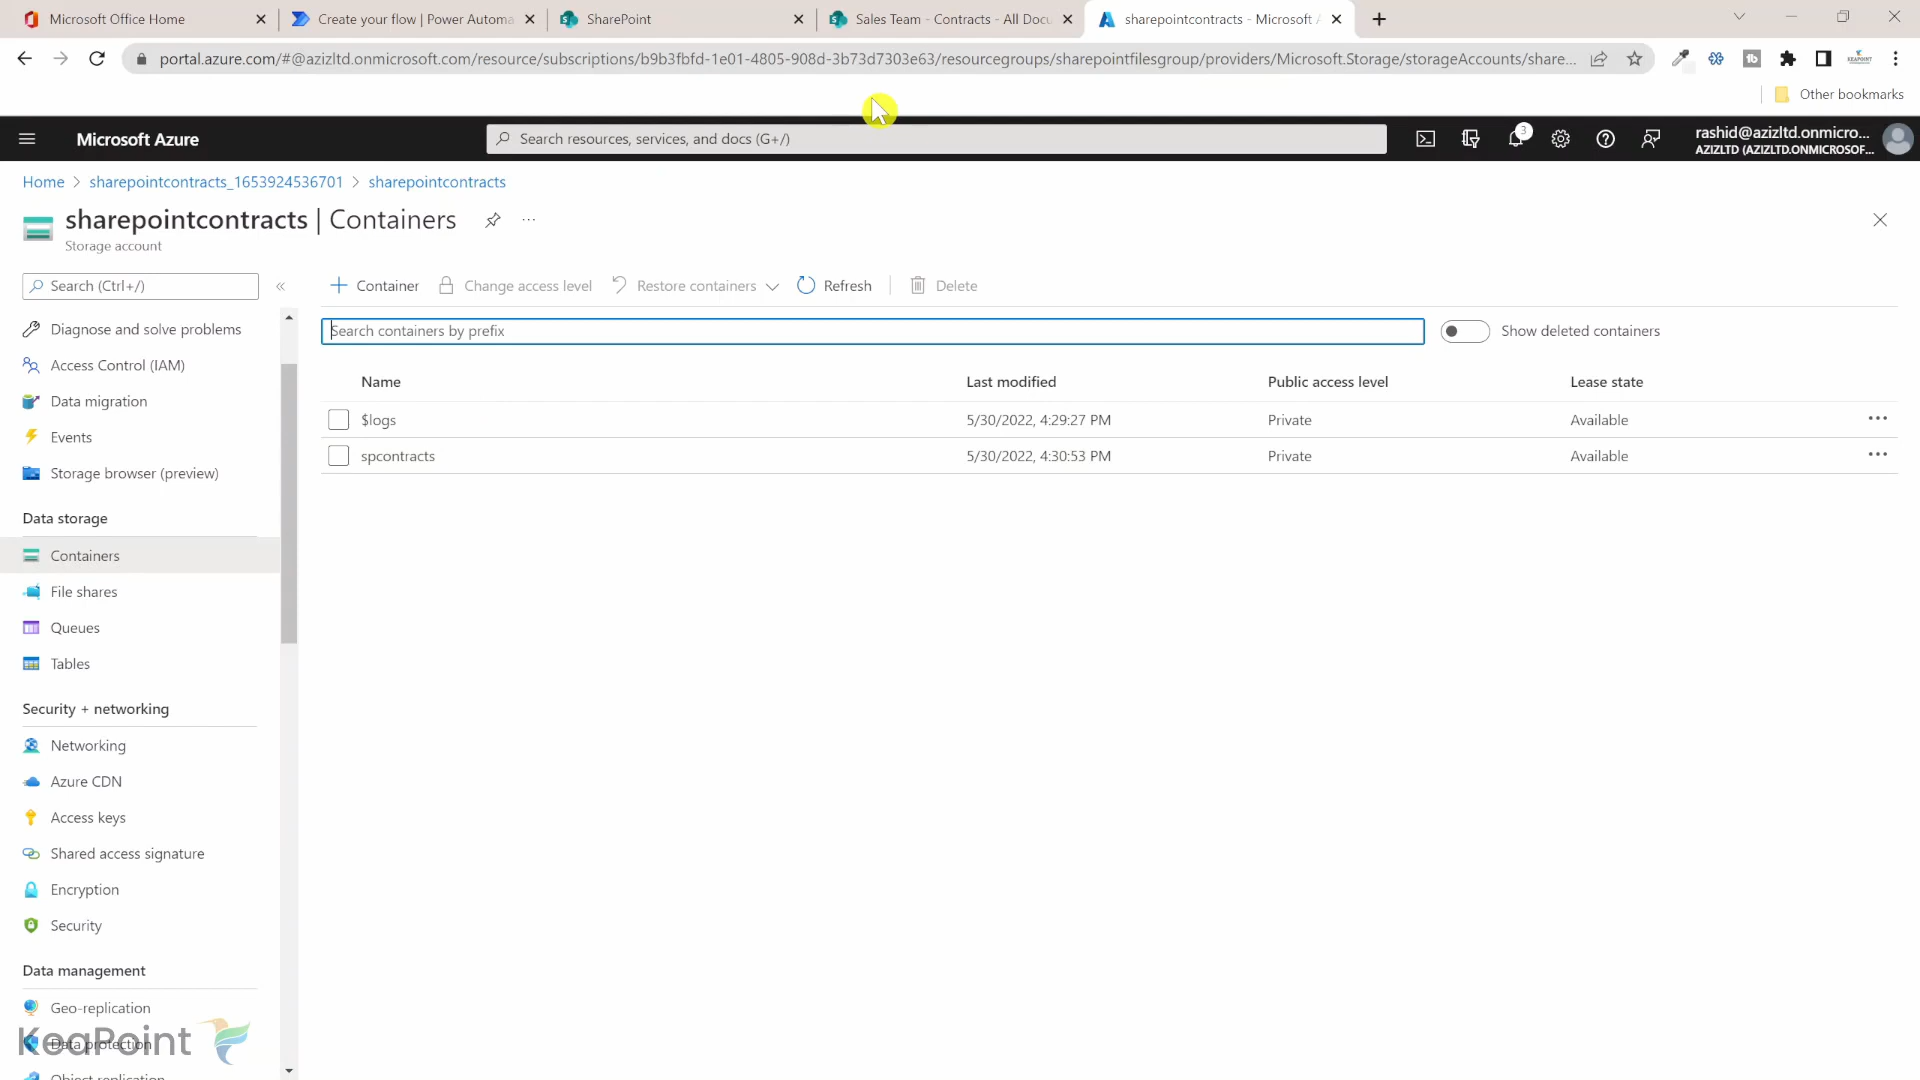 Microsoft Office Home
Create your flow | Power Automa
SharePoint
Sales Team - Contracts - All Docu
sharepointcontracts - Microsoft A
portal.azure.com/#@azizltd.onmicrosoft.com/resource/subscriptions/b9b3fbfd-1e01-4805-908d-3b73d7303e63/resourcegroups/sharepointfilesgroup/providers/Microsoft.Storage/storageAccounts/share...
Other bookmarks
Microsoft Azure
Search resources, services, and docs (G+/)
3
rashid@azizltd.onmicro...
AZIZLTD (AZIZLTD.ONMICROSOF...
Home > sharepointcontracts_1653924536701 > sharepointcontracts
sharepointcontracts | Containers
Storage account
Search (Ctrl+/)
Container
Change access level
Restore containers
Refresh
Delete
Search containers by prefix
Show deleted containers
Name Last modified Public access level Lease state
$logs 5/30/2022, 4:29:27 PM Private Available
spcontracts 5/30/2022, 4:30:53 PM Private Available
Diagnose and solve problems
Access Control (IAM)
Data migration
Events
Storage browser (preview)
Data storage
Containers
File shares
Queues
Tables
Security + networking
Networking
Azure CDN
Access keys
Shared access signature
Encryption
Security
Data management
Geo-replication
Data protection
KeaPoint
Object replication